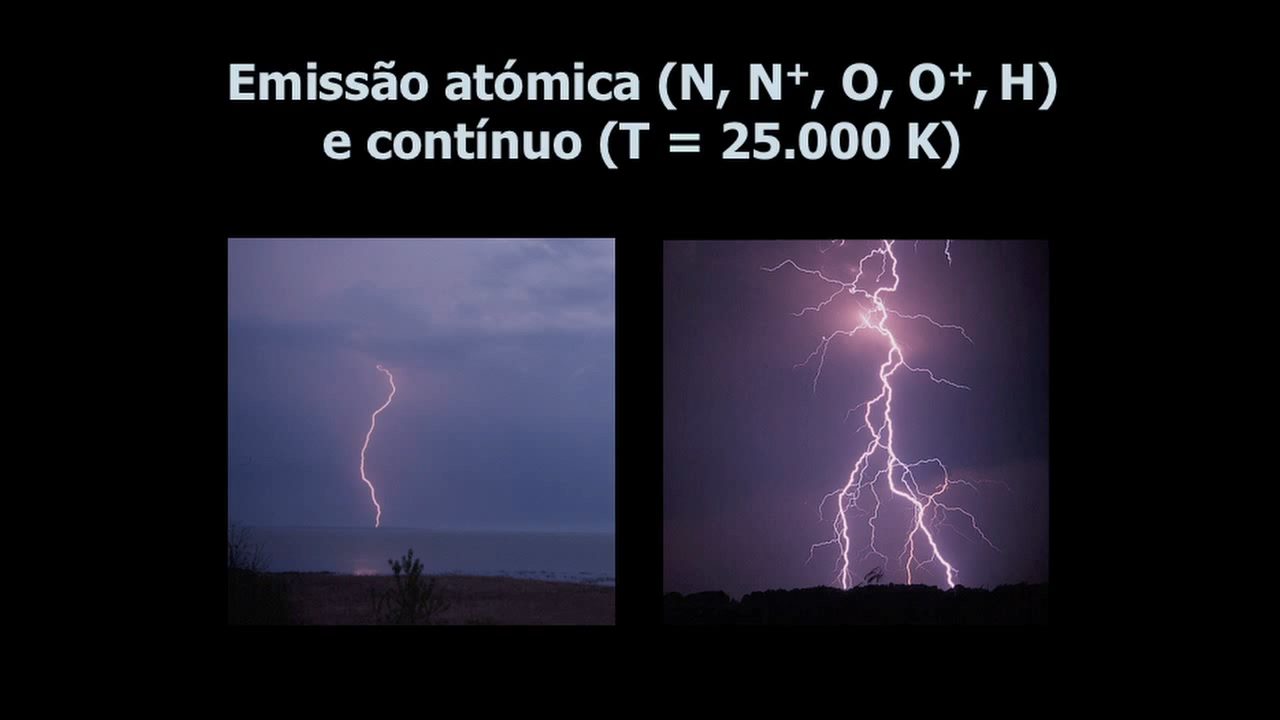 Emissão atómica (N, N⁺, O, O⁺, H)
e contínuo (T = 25.000 K)